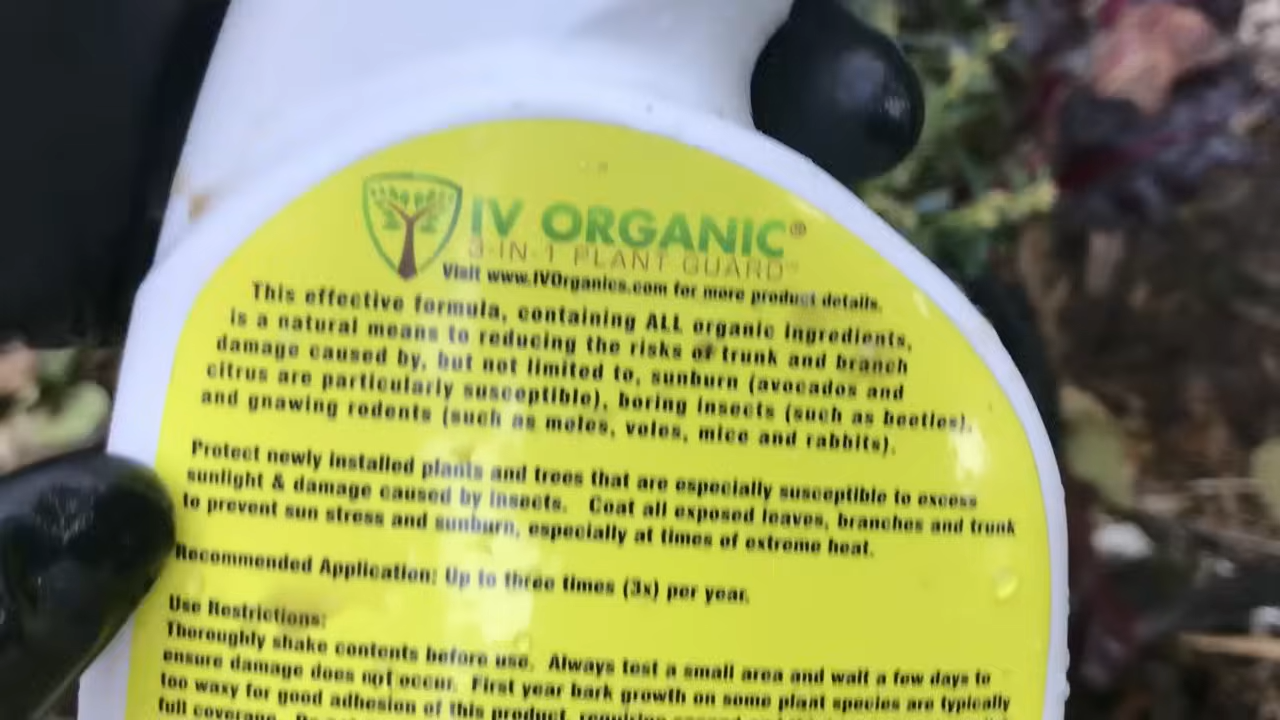 IV ORGANIC®
3-IN-1 PLANT GUARD™
Visit www.IVOrganics.com for more product details.
This effective formula, containing ALL organic ingredients,
is a natural means to reducing the risks of trunk and branch
damage caused by, but not limited to, sunburn (avocados and
citrus are particularly susceptible), boring insects (such as beetles),
and gnawing rodents (such as moles, voles, mice and rabbits).
Protect newly installed plants and trees that are especially susceptible to excess
sunlight & damage caused by insects. Coat all exposed leaves, branches and trunk
to prevent sun stress and sunburn, especially at times of extreme heat.
Recommended Application: Up to three times (3x) per year.
Use Restrictions:
Thoroughly shake contents before use. Always test a small area and wait a few days to
ensure damage does not occur. First year bark growth on some plant species are typically
too waxy for good adhesion of this product, requiring
full coverage.